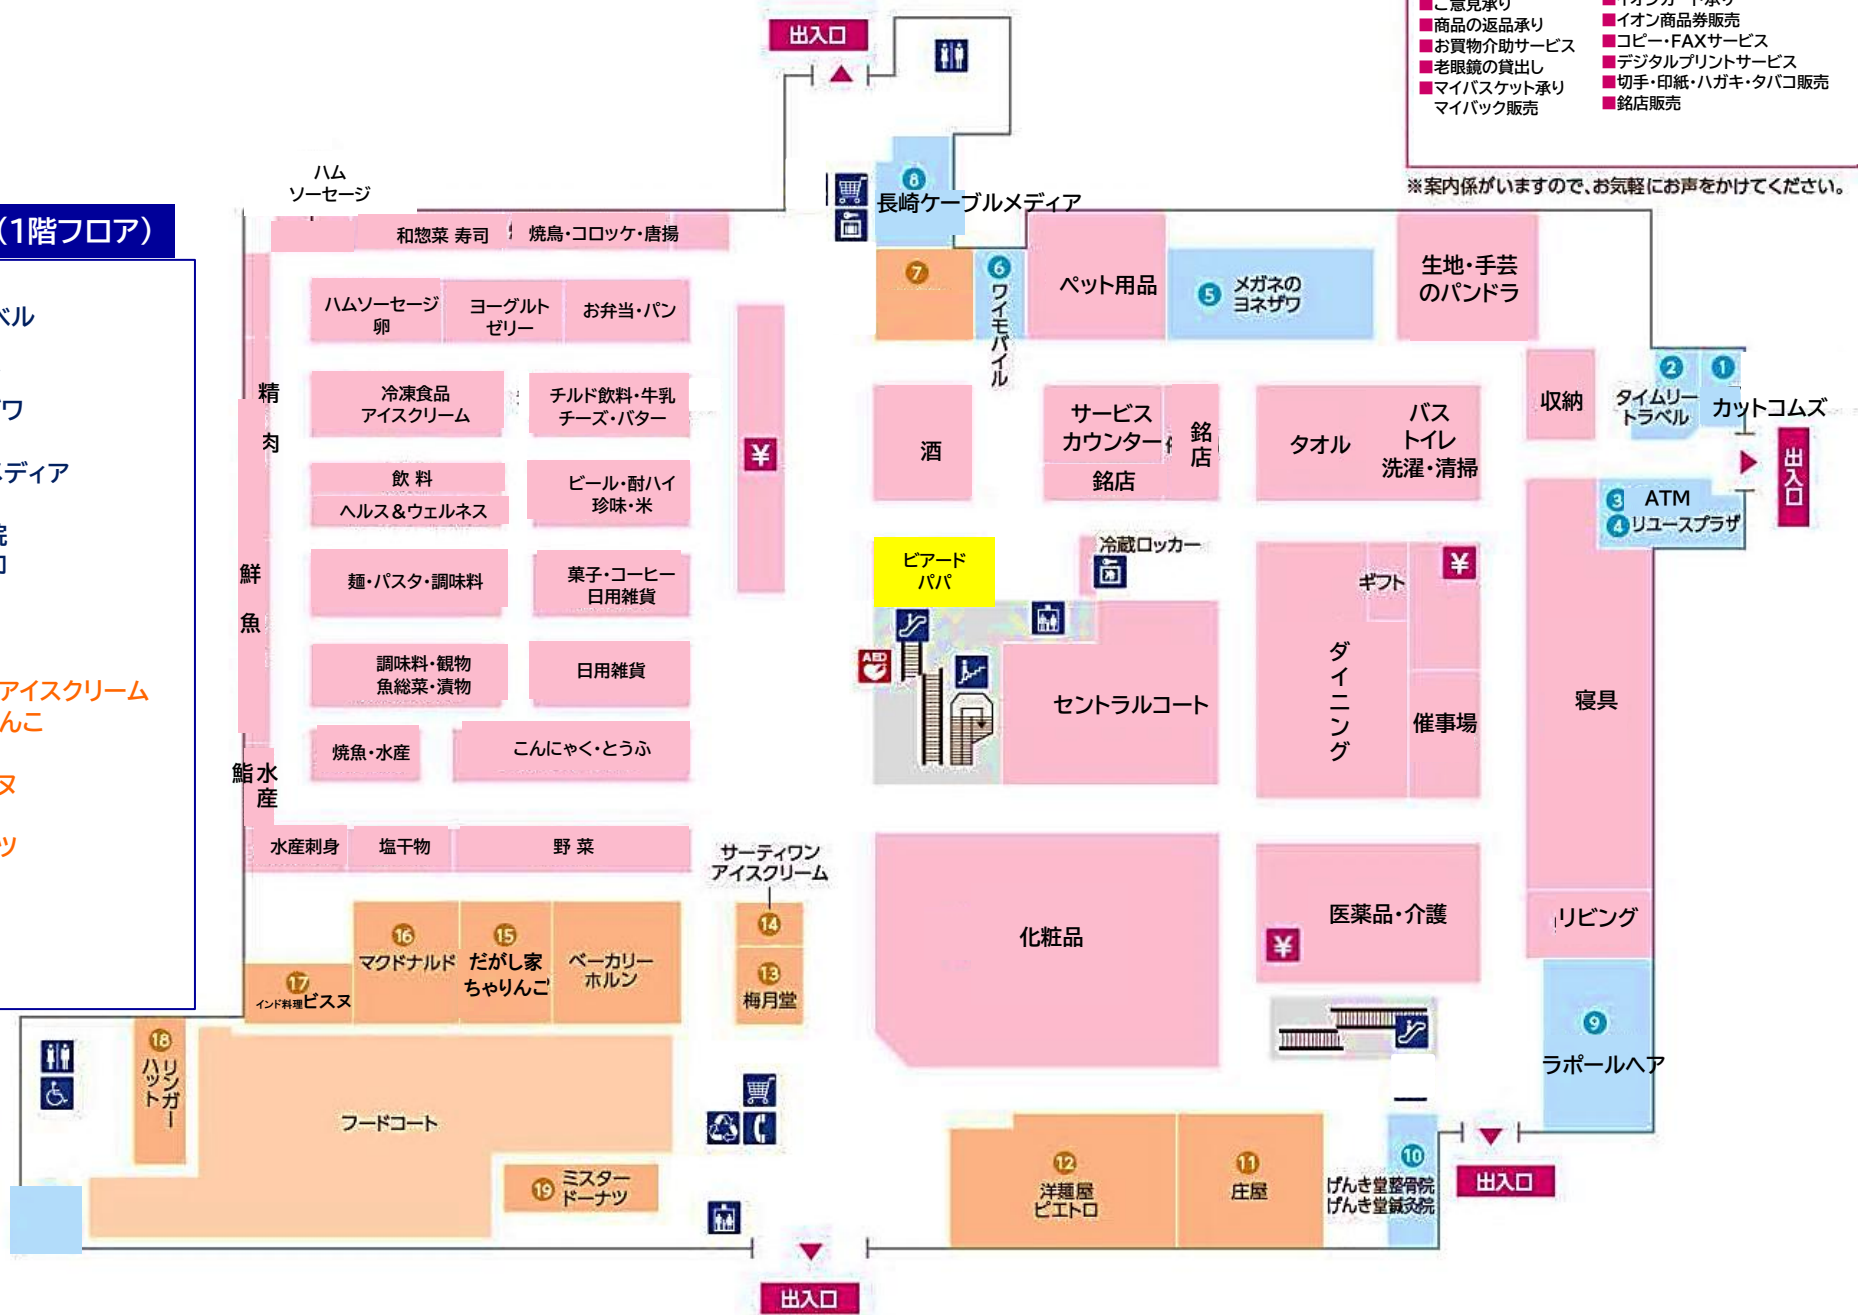 出入口
ご意見承り
商品の返品承り
お買物介助サービス
老眼鏡の貸出し
マイバスケット承り
マイバック販売
イオン商品券販売
コピー・FAXサービス
デジタルプリントサービス
切手・印紙・ハガキ・タバコ販売
銘店販売
※案内係がいますので、お気軽にお声をかけてください。
(1階フロア)
ベル
ワ
メディア
院
アイスクリーム
んこ
ヌ
ツ
ハム
ソーセージ
和惣菜 寿司
焼鳥・コロッケ・唐揚
ハムソーセージ
卵
ヨーグルト
ゼリー
お弁当・パン
精肉
冷凍食品
アイスクリーム
チルド飲料・牛乳
チーズ・バター
飲 料
ヘルス&ウェルネス
ビール・酎ハイ
珍味・米
鮮魚
麺・パスタ・調味料
菓子・コーヒー
日用雑貨
調味料・観物
魚総菜・漬物
日用雑貨
焼魚・水産
こんにゃく・とうふ
鮨
水産
水産刺身
塩干物
野 菜
¥
8
長崎ケーブルメディア
7
6
ワイモバイル
ペット用品
5
メガネの
ヨネザワ
生地・手芸
のパンドラ
酒
サービス
カウンター
銘店
銘店
タオル
バス
トイレ
洗濯・清掃
収納
2
タイムリー
トラベル
1
カットコムズ
出入口
3 ATM
4 リユースプラザ
ビアード
パパ
冷蔵ロッカー
AED
セントラルコート
ギフト
¥
ダイニング
催事場
寝具
リビング
化粧品
医薬品・介護
¥
9
ラポールヘア
サーティワン
アイスクリーム
14
13
梅月堂
16
マクドナルド
15
だがし家
ちゃりんご
ベーカリー
ホルン
17
インド料理ビスヌ
18
リンガー
ハット
フードコート
19
ミスター
ドーナツ
12
洋麺屋
ピエトロ
11
庄屋
10
げんき堂整骨院
げんき堂鍼灸院
出入口
出入口